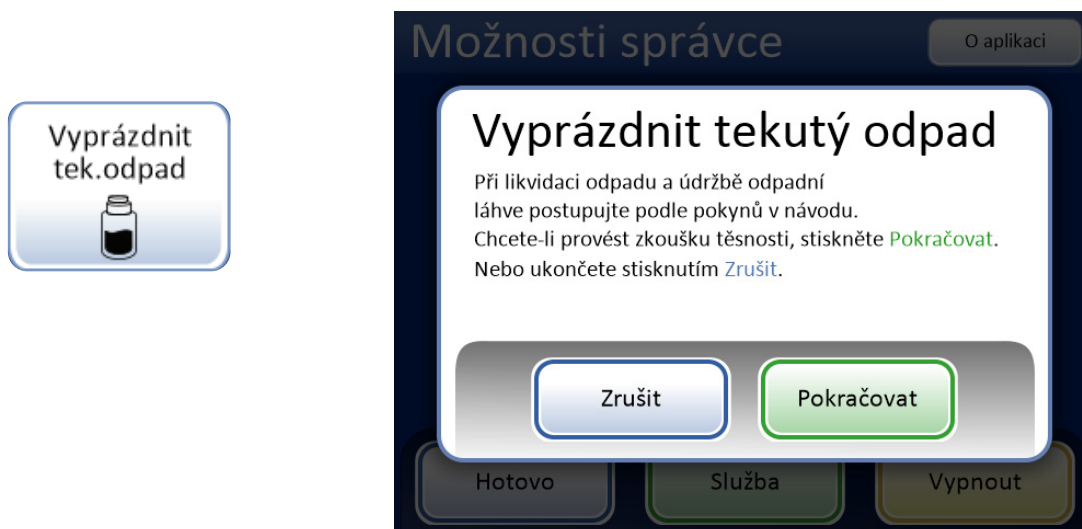 Vyprázdnit
tek.odpad
Možnosti správce
O aplikaci
Vyprázdnit tekutý odpad
Při likvidaci odpadu a údržbě odpadní
láhve postupujte podle pokynů v návodu.
Chcete-li provést zkoušku těsnosti, stiskněte Pokračovat.
Nebo ukončete stisknutím Zrušit.
Zrušit
Pokračovat
Hotovo
Služba
Vypnout